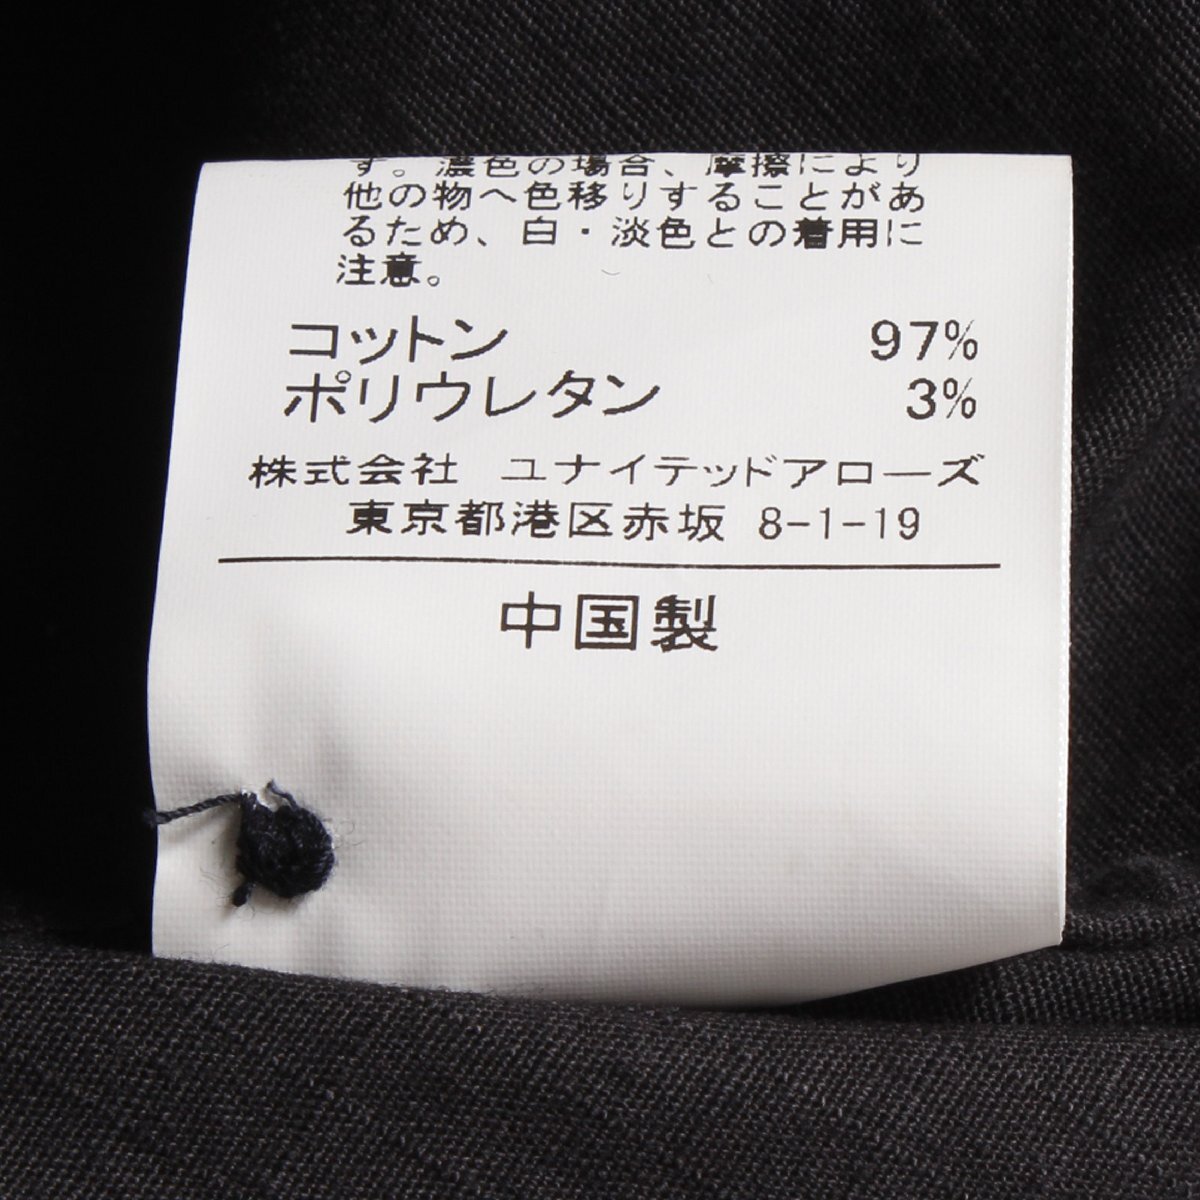 す。濃色の場合、摩擦により
他の物へ色移りすることがあ
るため、白・淡色との着用に
注意。
コットン 97%
ポリウレタン 3%
株式会社 ユナイテッドアローズ
東京都港区赤坂 8-1-19
中国製